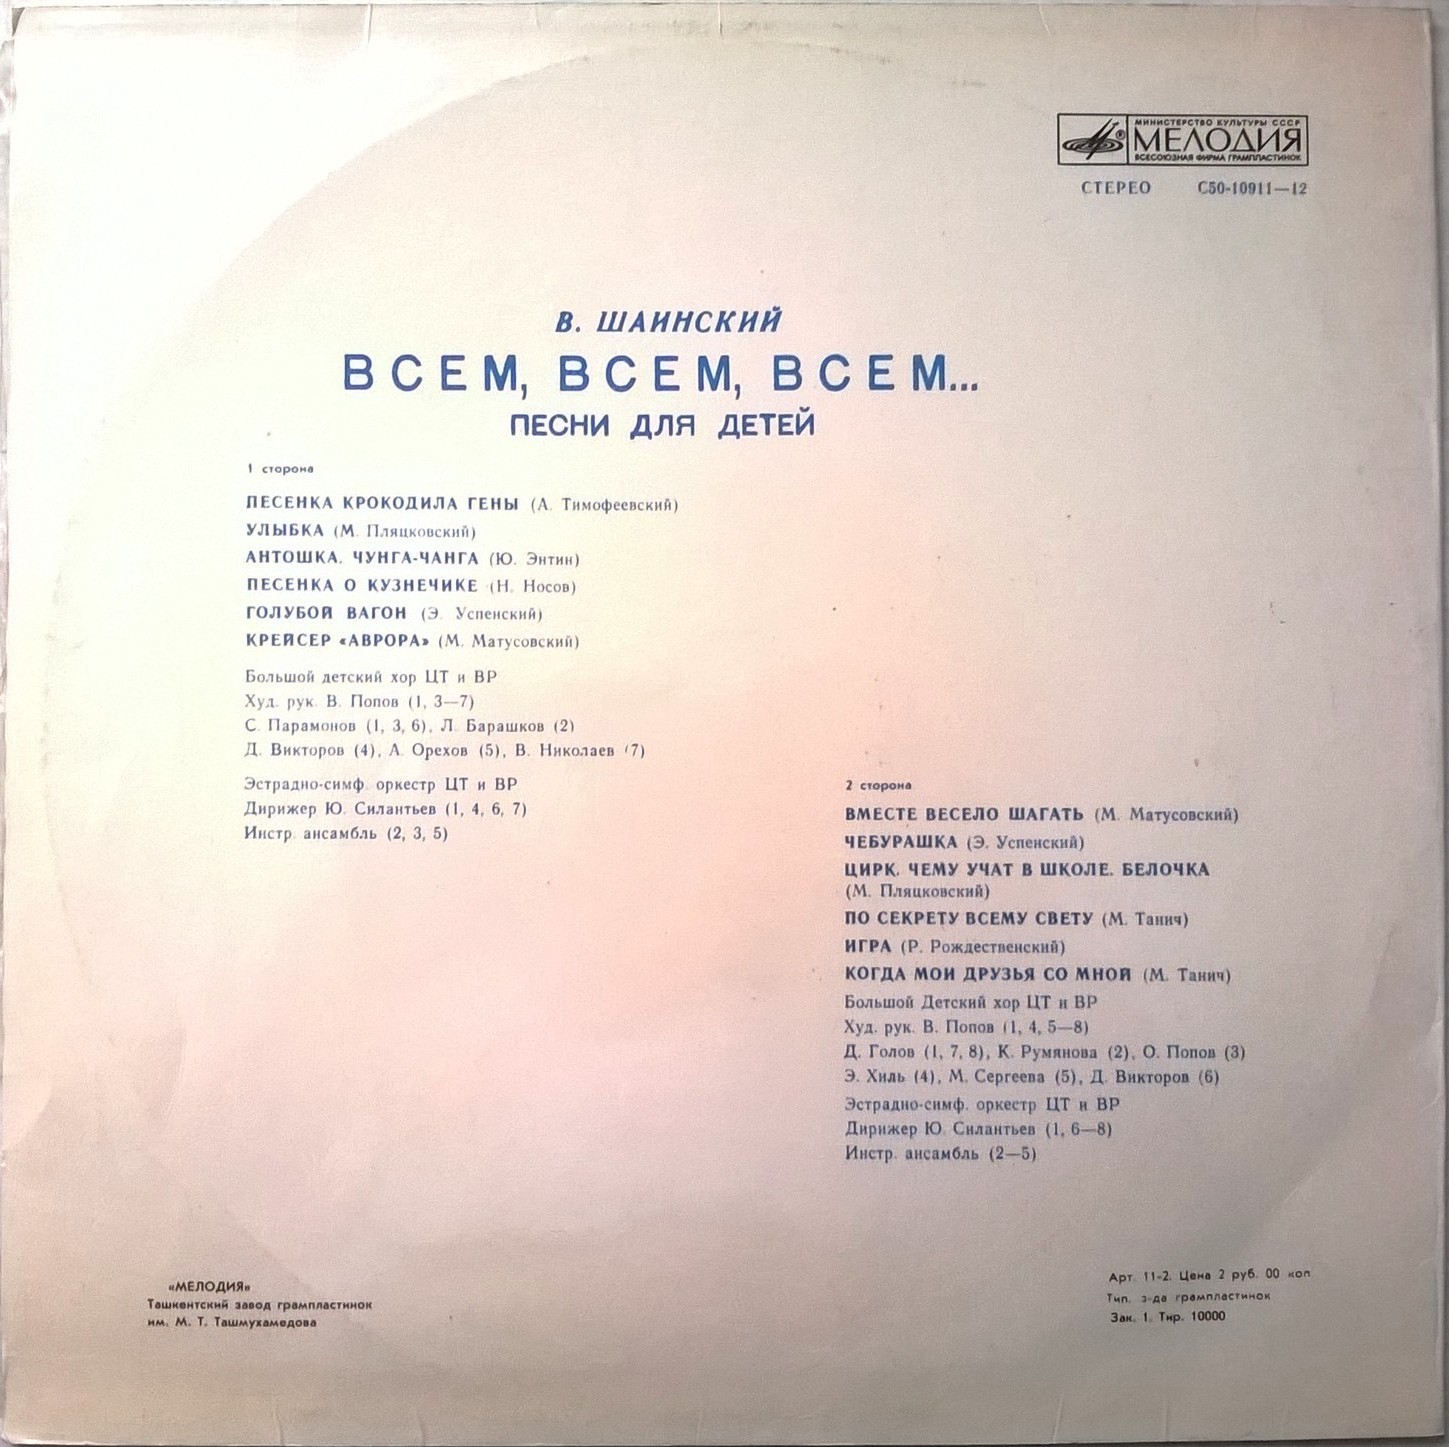 МИНИСТЕРСТВО КУЛЬТУРЫ СССР
МЕЛОДИЯ
ВСЕСОЮЗНАЯ ФИРМА ГРАМПЛАСТИНОК
СТЕРЕО С50-10911—12
В. ШАИНСКИЙ
ВСЕМ, ВСЕМ, ВСЕМ...
ПЕСНИ ДЛЯ ДЕТЕЙ
1 сторона
ПЕСЕНКА КРОКОДИЛА ГЕНЫ (А. Тимофеевский)
УЛЫБКА (М. Пляцковский)
АНТОШКА. ЧУНГА-ЧАНГА (Ю. Энтин)
ПЕСЕНКА О КУЗНЕЧИКЕ (Н. Носов)
ГОЛУБОЙ ВАГОН (Э. Успенский)
КРЕЙСЕР «АВРОРА» (М. Матусовский)
Большой детский хор ЦТ и ВР
Худ. рук. В. Попов (1, 3—7)
С. Парамонов (1, 3, 6), Л. Барашков (2)
Д. Викторов (4), А. Орехов (5), В. Николаев (7)
Эстрадно-симф. оркестр ЦТ и ВР
Дирижер Ю. Силантьев (1, 4, 6, 7)
Инстр. ансамбль (2, 3, 5)
2 сторона
ВМЕСТЕ ВЕСЕЛО ШАГАТЬ (М. Матусовский)
ЧЕБУРАШКА (Э. Успенский)
ЦИРК. ЧЕМУ УЧАТ В ШКОЛЕ. БЕЛОЧКА
(М. Пляцковский)
ПО СЕКРЕТУ ВСЕМУ СВЕТУ (М. Танич)
ИГРА (Р. Рождественский)
КОГДА МОИ ДРУЗЬЯ СО МНОЙ (М. Танич)
Большой Детский хор ЦТ и ВР
Худ. рук. В. Попов (1, 4, 5—8)
Д. Голов (1, 7, 8), К. Румянова (2), О. Попов (3)
Э. Хиль (4), М. Сергеева (5), Д. Викторов (6)
Эстрадно-симф. оркестр ЦТ и ВР
Дирижер Ю. Силантьев (1, 6—8)
Инстр. ансамбль (2—5)
«МЕЛОДИЯ»
Ташкентский завод грампластинок
им. М. Т. Ташмухамедова
Арт. 11-2. Цена 2 руб. 00 коп
Тип. з-да грампластинок
Зак. 1. Тир. 10000